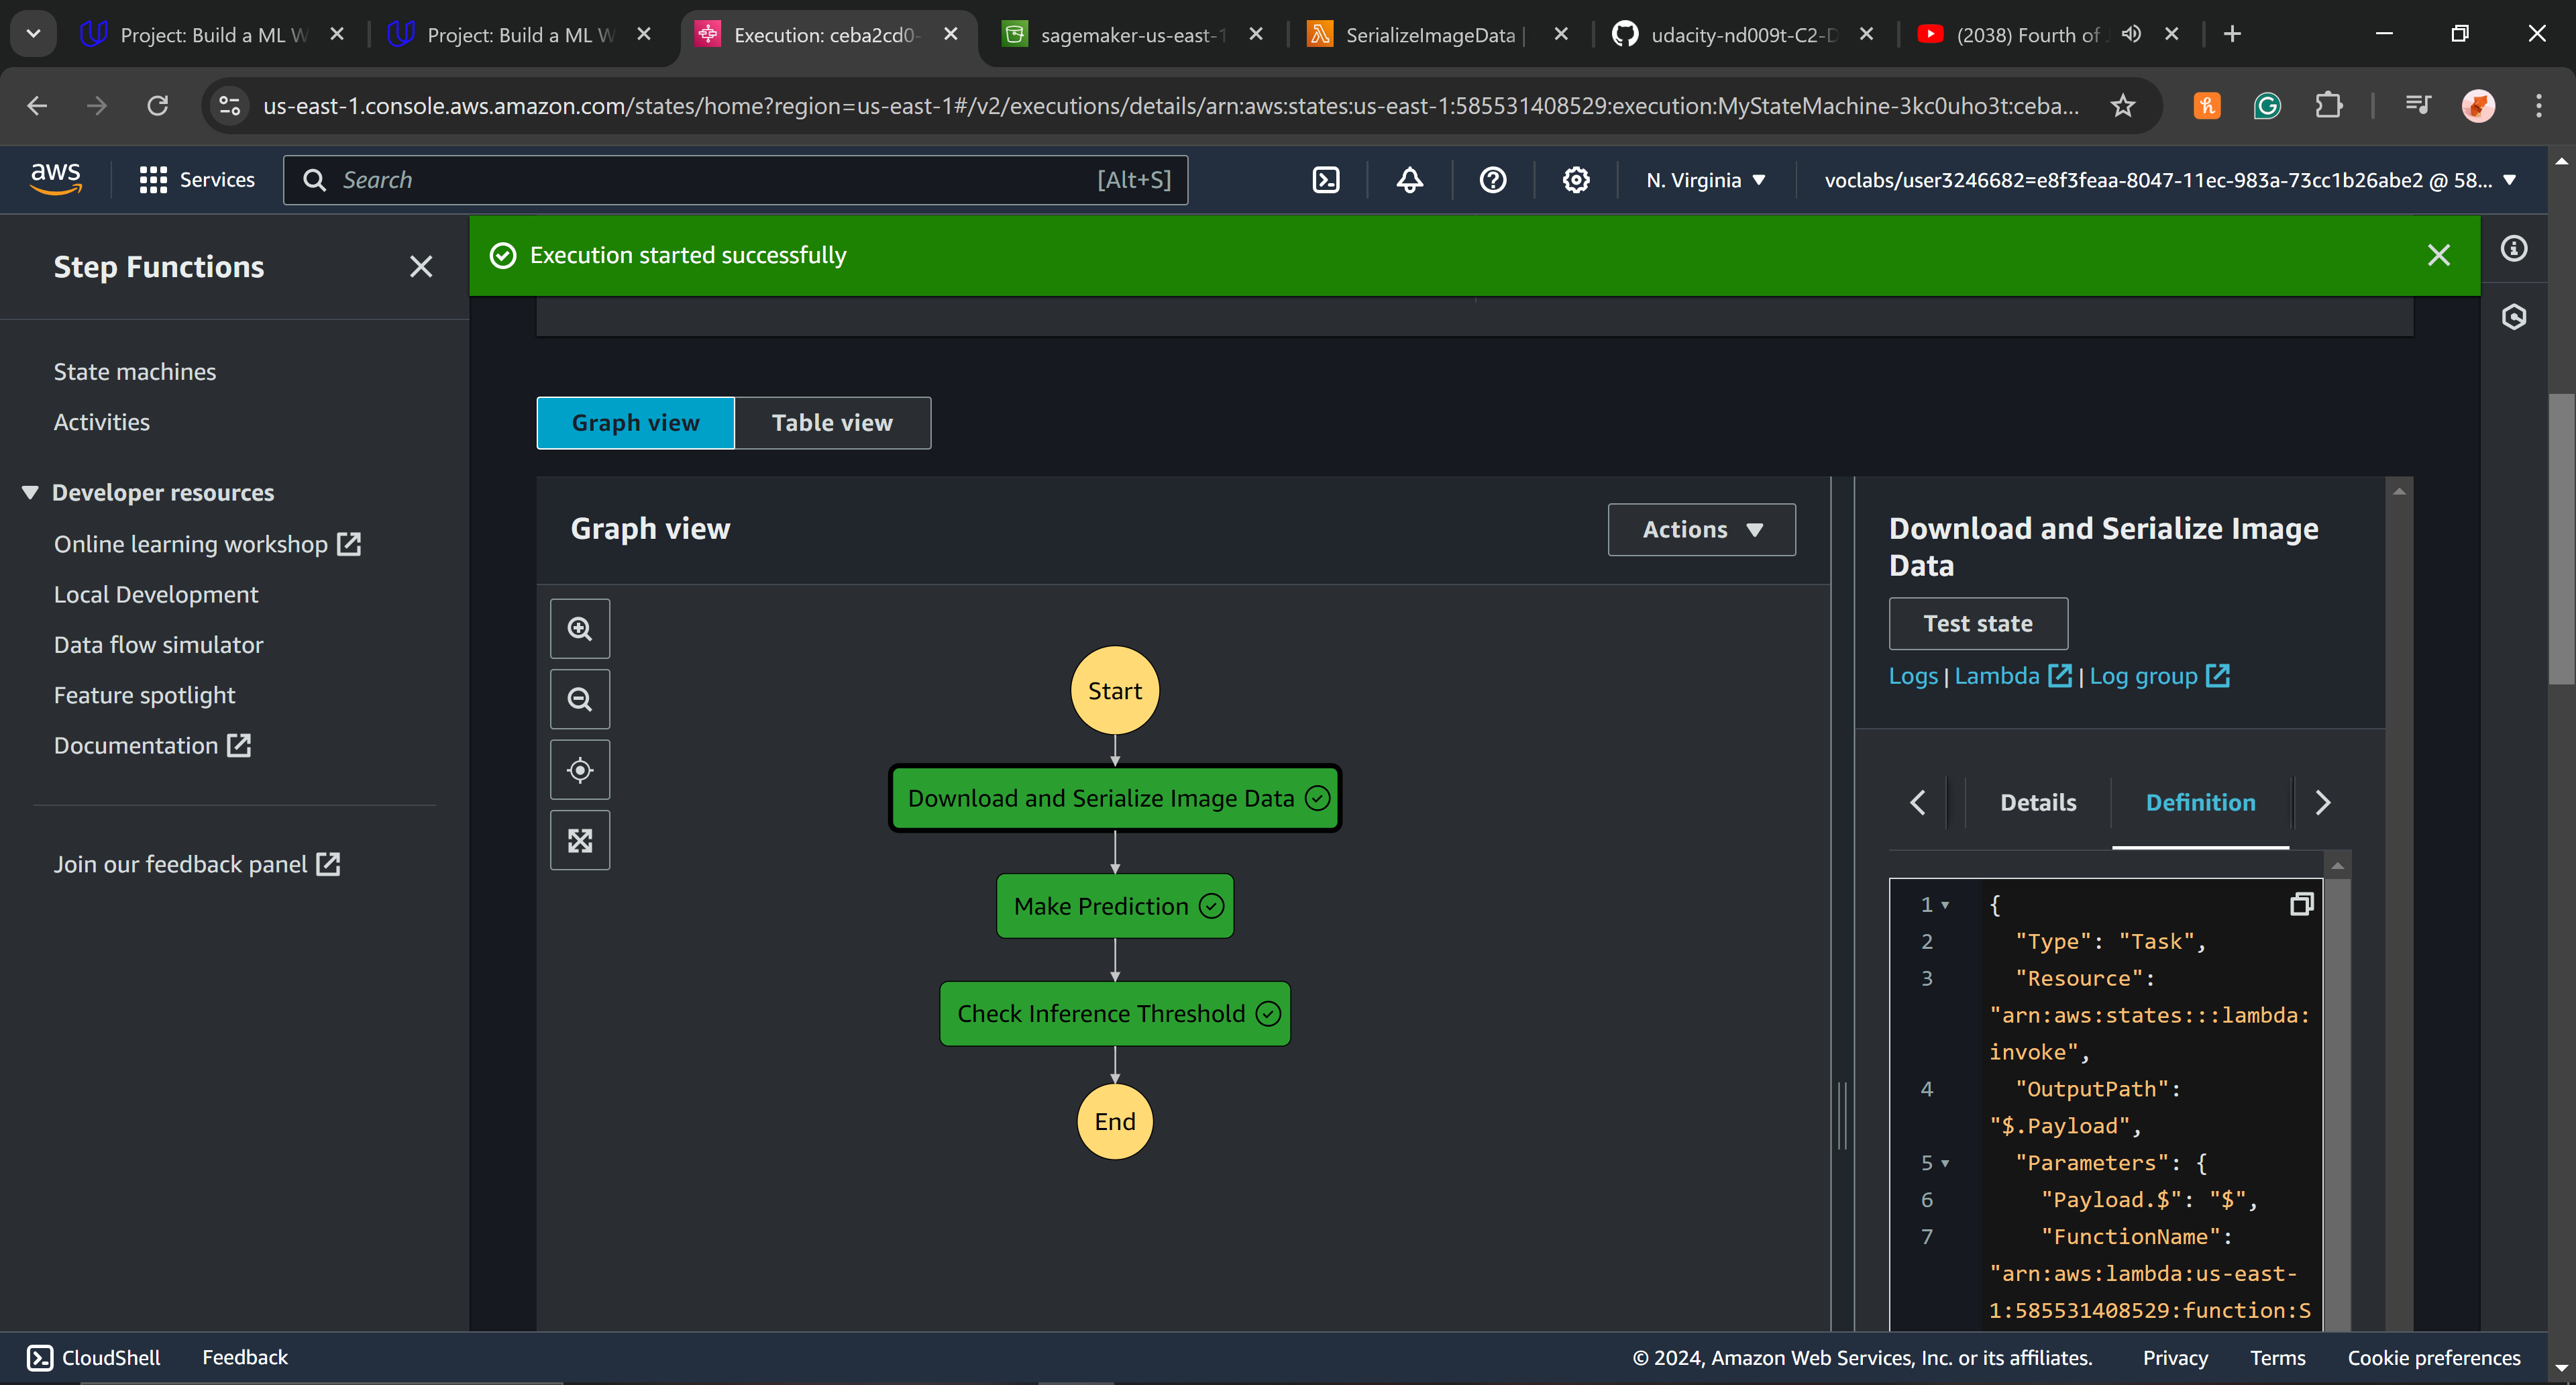 Project: Build a ML W
Project: Build a ML W
Execution: ceba2cd0-
sagemaker-us-east-1
SerializeImageData |
udacity-nd009t-C2-D
(2038) Fourth of J
us-east-1.console.aws.amazon.com/states/home?region=us-east-1#/v2/executions/details/arn:aws:states:us-east-1:585531408529:execution:MyStateMachine-3kc0uho3t:ceba...
aws
Services
Search
[Alt+S]
N. Virginia
voclabs/user3246682=e8f3feaa-8047-11ec-983a-73cc1b26abe2 @ 58...
Step Functions
State machines
Activities
Developer resources
Online learning workshop
Local Development
Data flow simulator
Feature spotlight
Documentation
Join our feedback panel
Execution started successfully
Graph view
Table view
Graph view
Actions
Start
Download and Serialize Image Data
Make Prediction
Check Inference Threshold
End
Download and Serialize Image
Data
Test state
Logs | Lambda | Log group
Details
Definition
1 {
2 "Type": "Task",
3 "Resource":
"arn:aws:states:::lambda:
invoke",
4 "OutputPath":
"$.Payload",
5 "Parameters": {
6 "Payload.$": "$",
7 "FunctionName":
"arn:aws:lambda:us-east-
1:585531408529:function:S
CloudShell
Feedback
© 2024, Amazon Web Services, Inc. or its affiliates.
Privacy
Terms
Cookie preferences